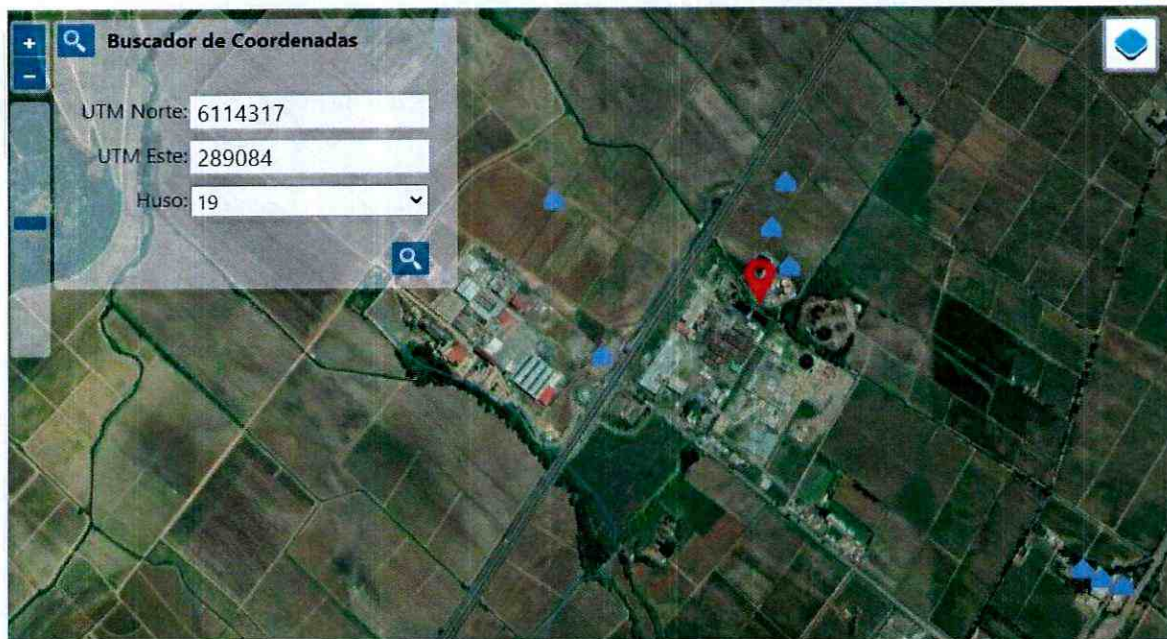 +
Buscador de Coordenadas
-
UTM Norte: 6114317
UTM Este: 289084
Huso: 19